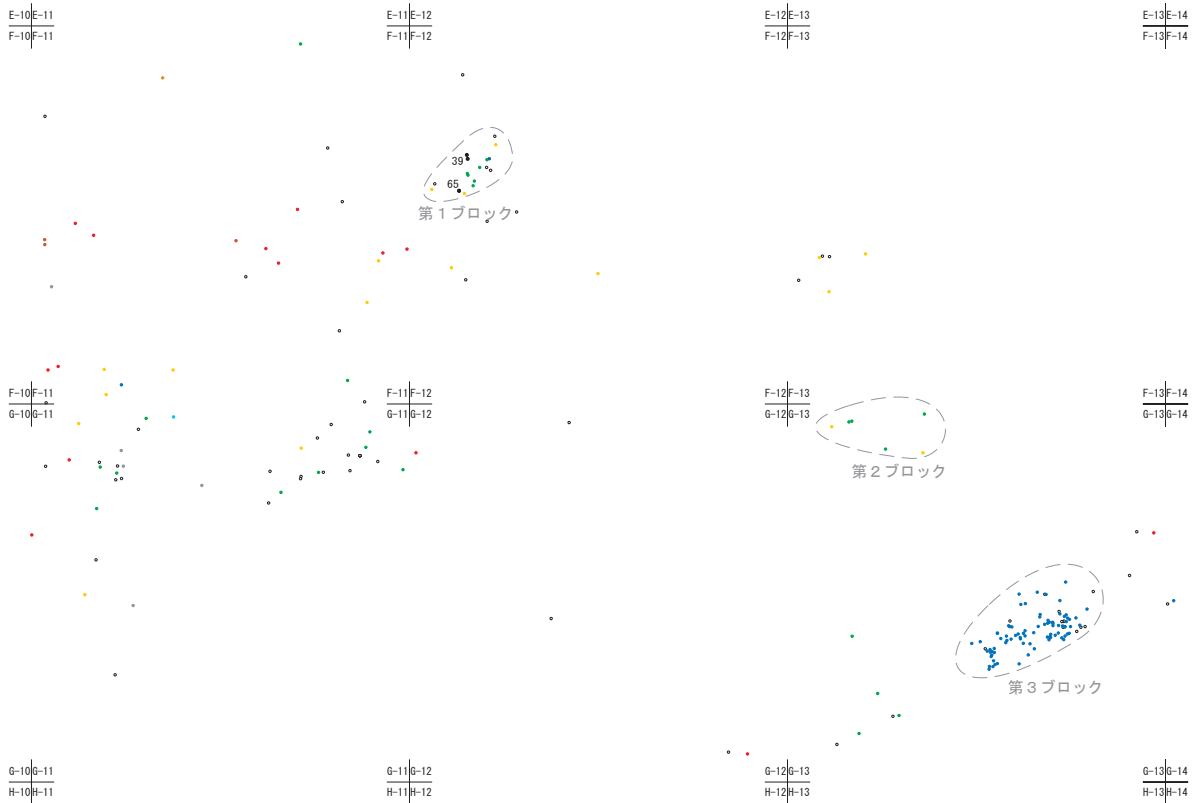 E-10 E-11
F-10 F-11
E-11 E-12
F-11 F-12
E-12 E-13
F-12 F-13
E-13 E-14
F-13 F-14
39
65
第１ブロック
F-10 F-11
G-10 G-11
F-11 F-12
G-11 G-12
F-12 F-13
G-12 G-13
F-13 F-14
G-13 G-14
第２ブロック
第３ブロック
G-10 G-11
H-10 H-11
G-11 G-12
H-11 H-12
G-12 G-13
H-12 H-13
G-13 G-14
H-13 H-14